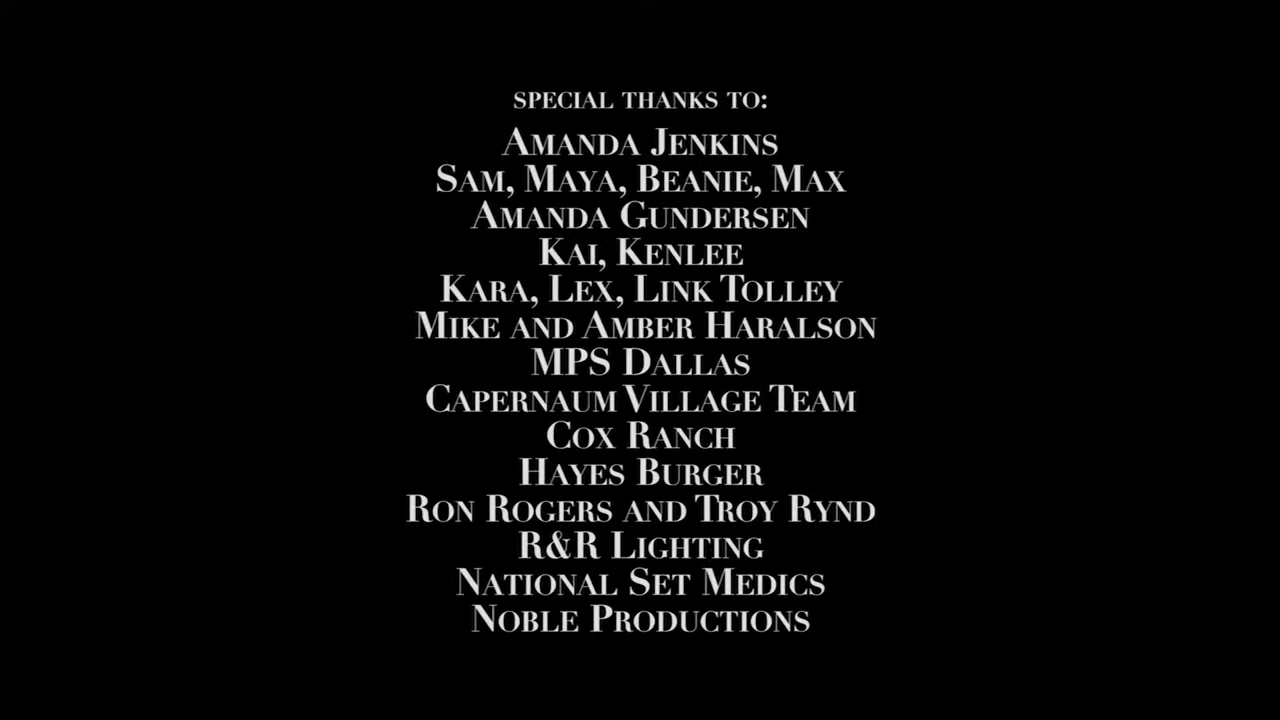 SPECIAL THANKS TO:
AMANDA JENKINS
SAM, MAYA, BEANIE, MAX
AMANDA GUNDERSEN
KAI, KENLEE
KARA, LEX, LINK TOLLEY
MIKE AND AMBER HARALSON
MPS DALLAS
CAPERNAUM VILLAGE TEAM
COX RANCH
HAYES BURGER
RON ROGERS AND TROY RYND
R&R LIGHTING
NATIONAL SET MEDICS
NOBLE PRODUCTIONS